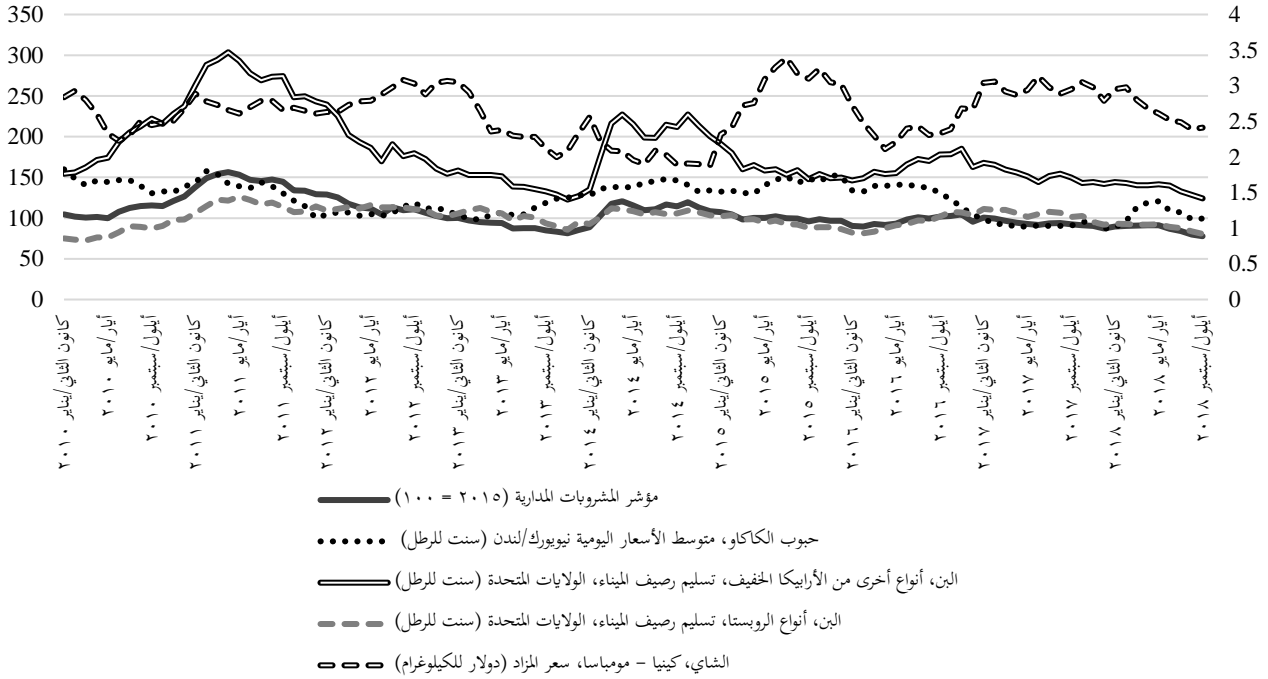 350
300
250
200
150
100
50
0
4
3.5
3
2.5
2
1.5
1
0.5
0
كانون الثاني/يناير ٢٠١٠
أيار/مايو ٢٠١٠
أيلول/سبتمبر ٢٠١٠
كانون الثاني/يناير ٢٠١١
أيار/مايو ٢٠١١
أيلول/سبتمبر ٢٠١١
كانون الثاني/يناير ٢٠١٢
أيار/مايو ٢٠١٢
أيلول/سبتمبر ٢٠١٢
كانون الثاني/يناير ٢٠١٣
أيار/مايو ٢٠١٣
أيلول/سبتمبر ٢٠١٣
كانون الثاني/يناير ٢٠١٤
أيار/مايو ٢٠١٤
أيلول/سبتمبر ٢٠١٤
كانون الثاني/يناير ٢٠١٥
أيار/مايو ٢٠١٥
أيلول/سبتمبر ٢٠١٥
كانون الثاني/يناير ٢٠١٦
أيار/مايو ٢٠١٦
أيلول/سبتمبر ٢٠١٦
كانون الثاني/يناير ٢٠١٧
أيار/مايو ٢٠١٧
أيلول/سبتمبر ٢٠١٧
كانون الثاني/يناير ٢٠١٨
أيار/مايو ٢٠١٨
أيلول/سبتمبر ٢٠١٨
مؤشر المشروبات المدارية (٢٠١٥ = ١٠٠)
حبوب الكاكاو، متوسط الأسعار اليومية نيويورك/لندن (سنت للرطل)
البن، أنواع أخرى من الأرابيكا الخفيف، تسليم رصيف الميناء، الولايات المتحدة (سنت للرطل)
البن، أنواع الروبستا، تسليم رصيف الميناء، الولايات المتحدة (سنت للرطل)
الشاي، كينيا – مومباسا، سعر المزاد (دولار للكيلوغرام)